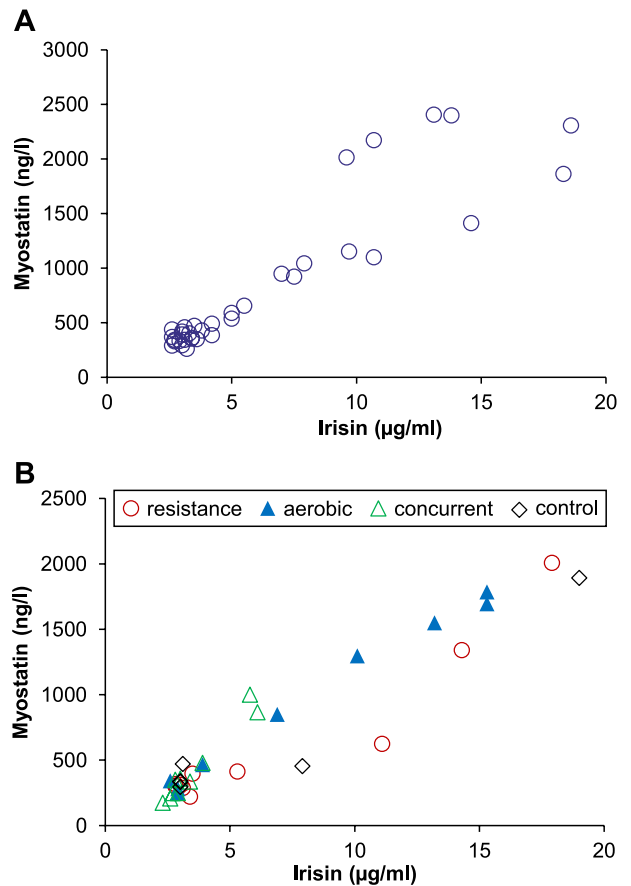 A
3000
2500
2000
1500
1000
500
0
Myostatin (ng/l)
0 5 10 15 20
Irisin (µg/ml)
B
2500
resistance aerobic concurrent control
2000
1500
1000
500
0
Myostatin (ng/l)
0 5 10 15 20
Irisin (µg/ml)